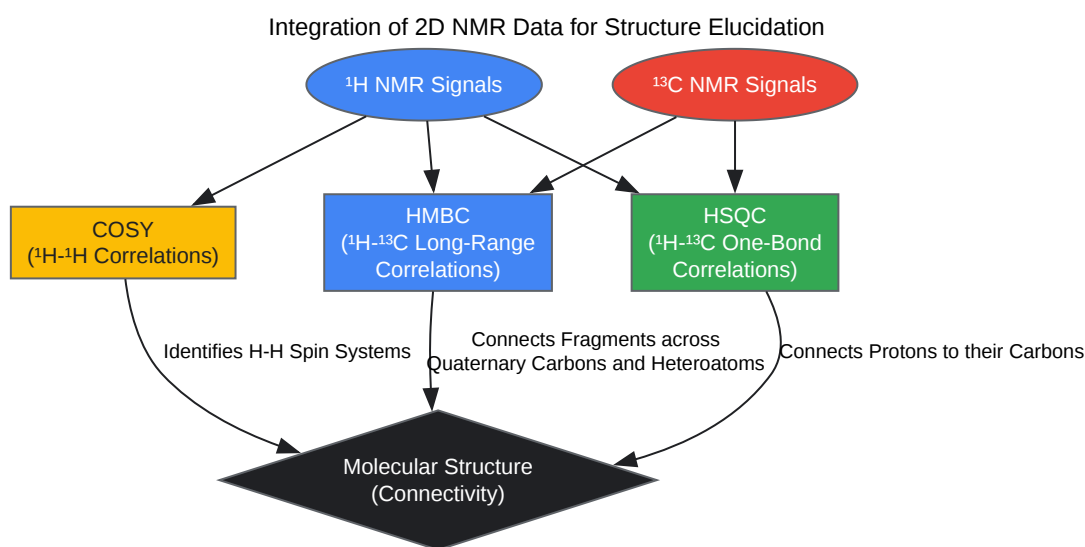 Integration of 2D NMR Data for Structure Elucidation
¹H NMR Signals
¹³C NMR Signals
COSY
(¹H-¹H Correlations)
HMBC
(¹H-¹³C Long-Range
Correlations)
HSQC
(¹H-¹³C One-Bond
Correlations)
Identifies H-H Spin Systems
Connects Fragments across
Quaternary Carbons and Heteroatoms
Connects Protons to their Carbons
Molecular Structure
(Connectivity)